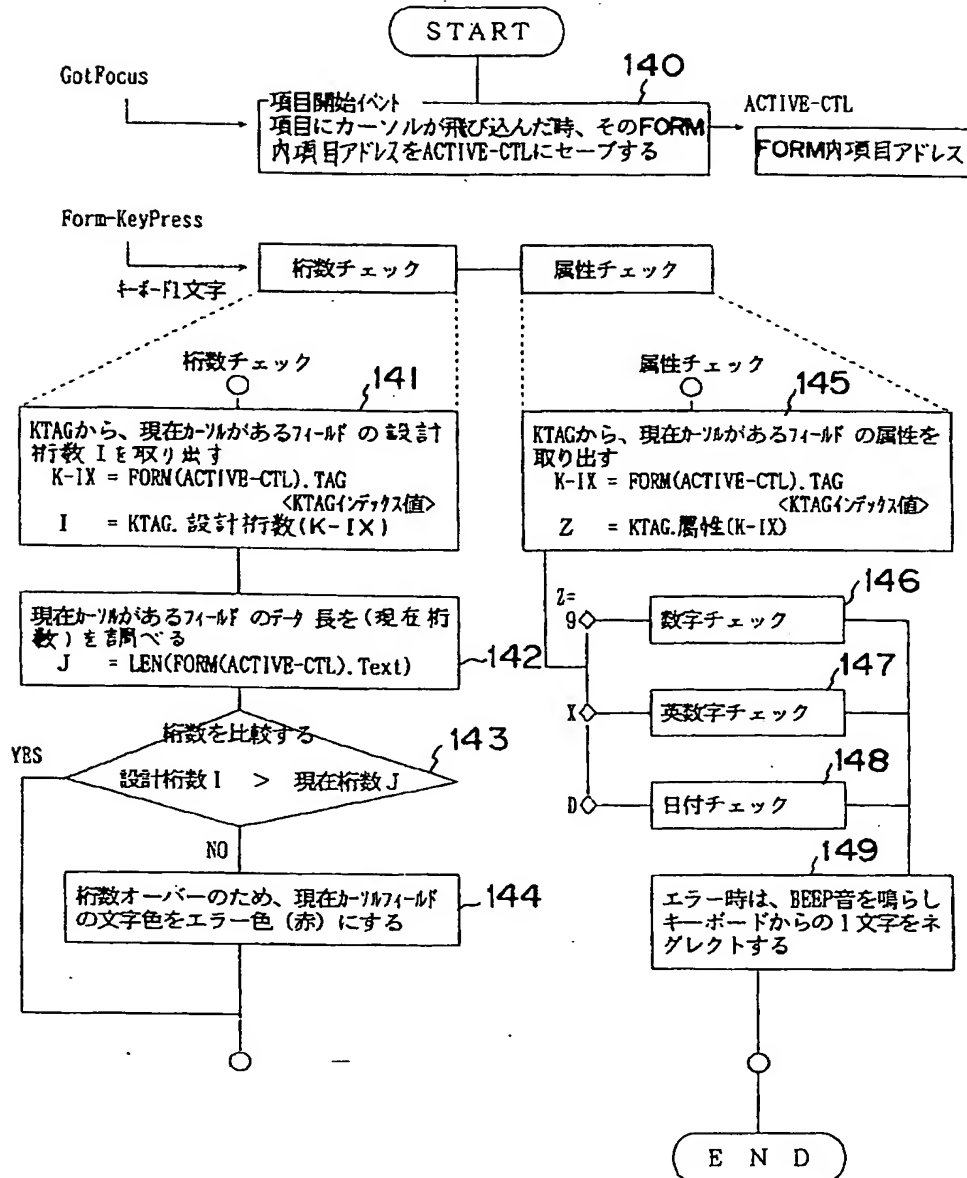 START
140
GotFocus
項目開始イベント
項目にカーソルが飛び込んだ時、そのFORM
内項目アドレスをACTIVE-CTLにセーブする
ACTIVE-CTL
FORM内項目アドレス
Form-KeyPress
キーボード1文字
桁数チェック
属性チェック
桁数チェック
141
KTAGから、現在カーソルがあるフィールド の設計
桁数 I を取り出す
K-IX = FORM(ACTIVE-CTL).TAG
<KTAGインデックス値>
I = KTAG.設計桁数(K-IX)
現在カーソルがあるフィールド のデータ 長を(現在桁
数)を調べる
J = LEN(FORM(ACTIVE-CTL).Text)
142
桁数を比較する
143
YES
設計桁数 I > 現在桁数 J
NO
桁数オーバーのため、現在カーソルフィールド
の文字色をエラー色(赤)にする
144
属性チェック
145
KTAGから、現在カーソルがあるフィールド の属性を
取り出す
K-IX = FORM(ACTIVE-CTL).TAG
<KTAGインデックス値>
Z = KTAG.属性(K-IX)
Z=
146
9
数字チェック
147
X
英数字チェック
148
D
日付チェック
149
エラー時は、BEEP音を鳴らし
キーボードからの1文字をネ
グレクトする
E N D